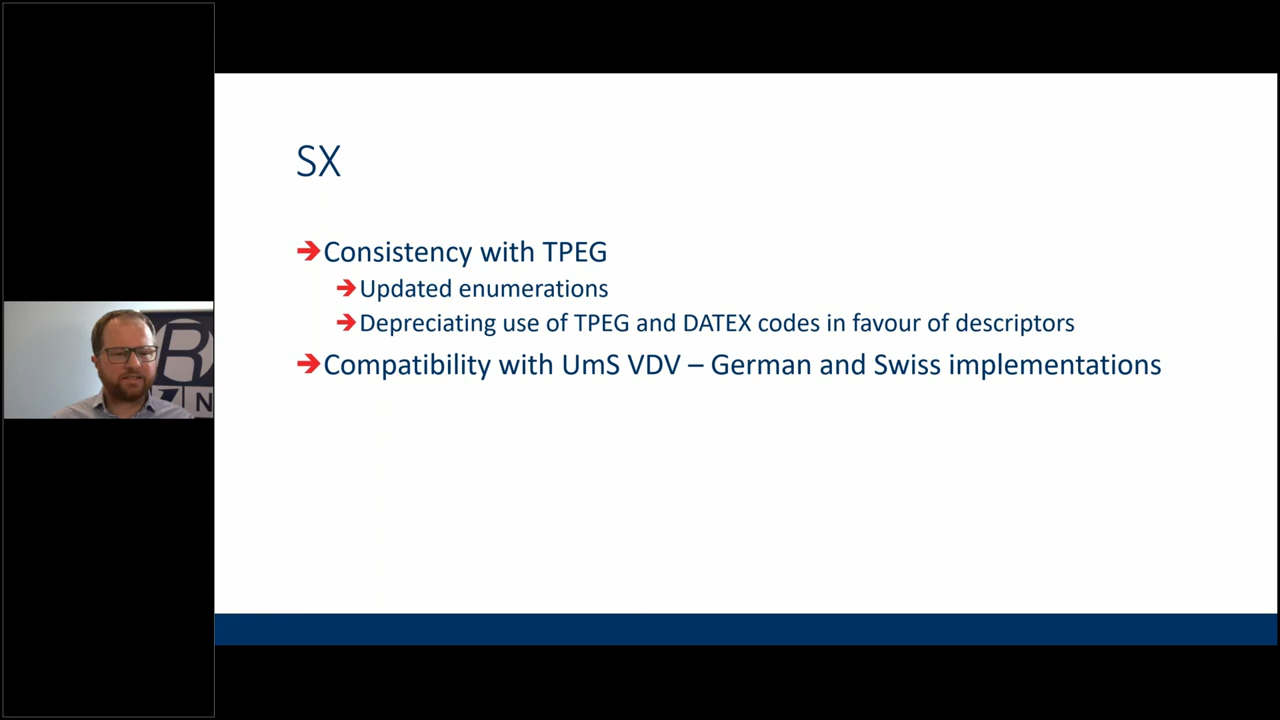 SX
➔Consistency with TPEG
➔Updated enumerations
➔Depreciating use of TPEG and DATEX codes in favour of descriptors
➔Compatibility with UmS VDV – German and Swiss implementations
R
N